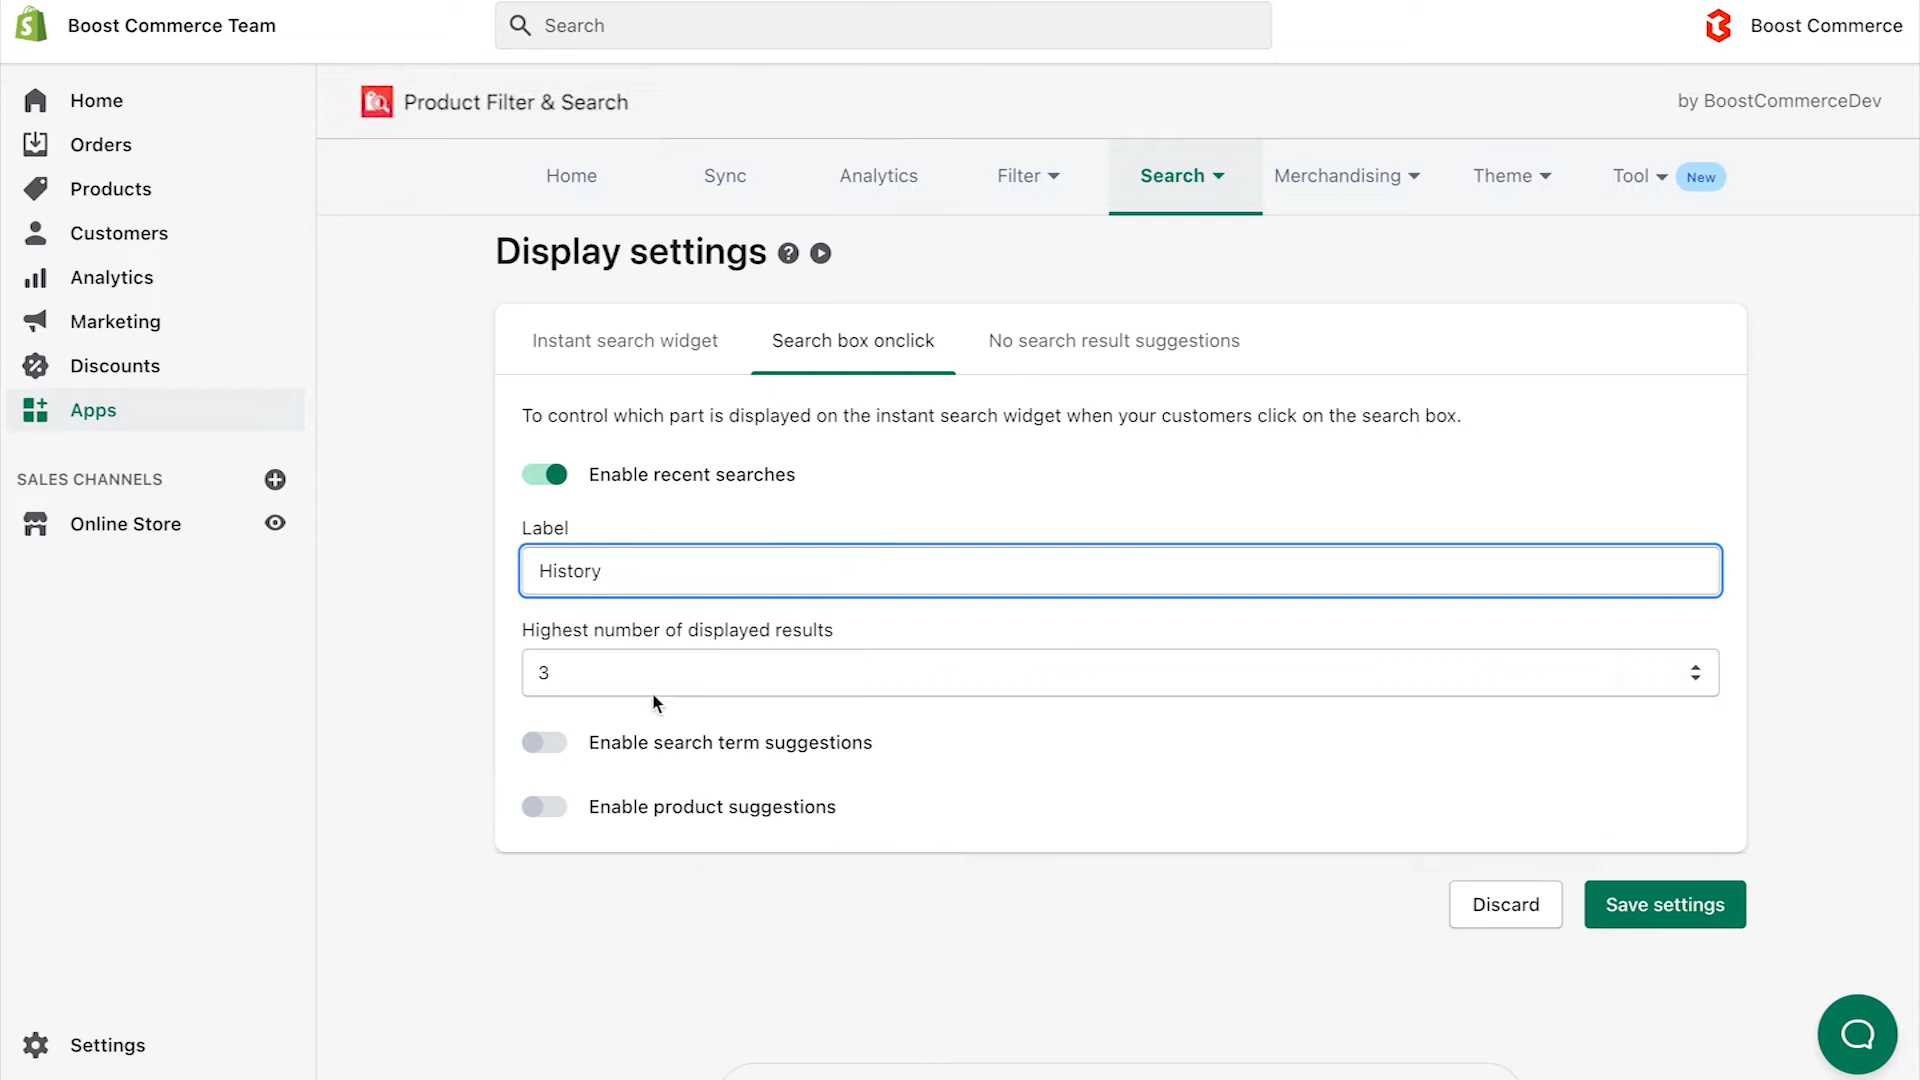 Boost Commerce Team
Search
Boost Commerce
Home
Orders
Products
Customers
Analytics
Marketing
Discounts
Apps
SALES CHANNELS
Online Store
Settings
Product Filter & Search
by BoostCommerceDev
Home
Sync
Analytics
Filter
Search
Merchandising
Theme
Tool
New
Display settings
Instant search widget
Search box onclick
No search result suggestions
To control which part is displayed on the instant search widget when your customers click on the search box.
Enable recent searches
Label
History
Highest number of displayed results
3
Enable search term suggestions
Enable product suggestions
Discard
Save settings